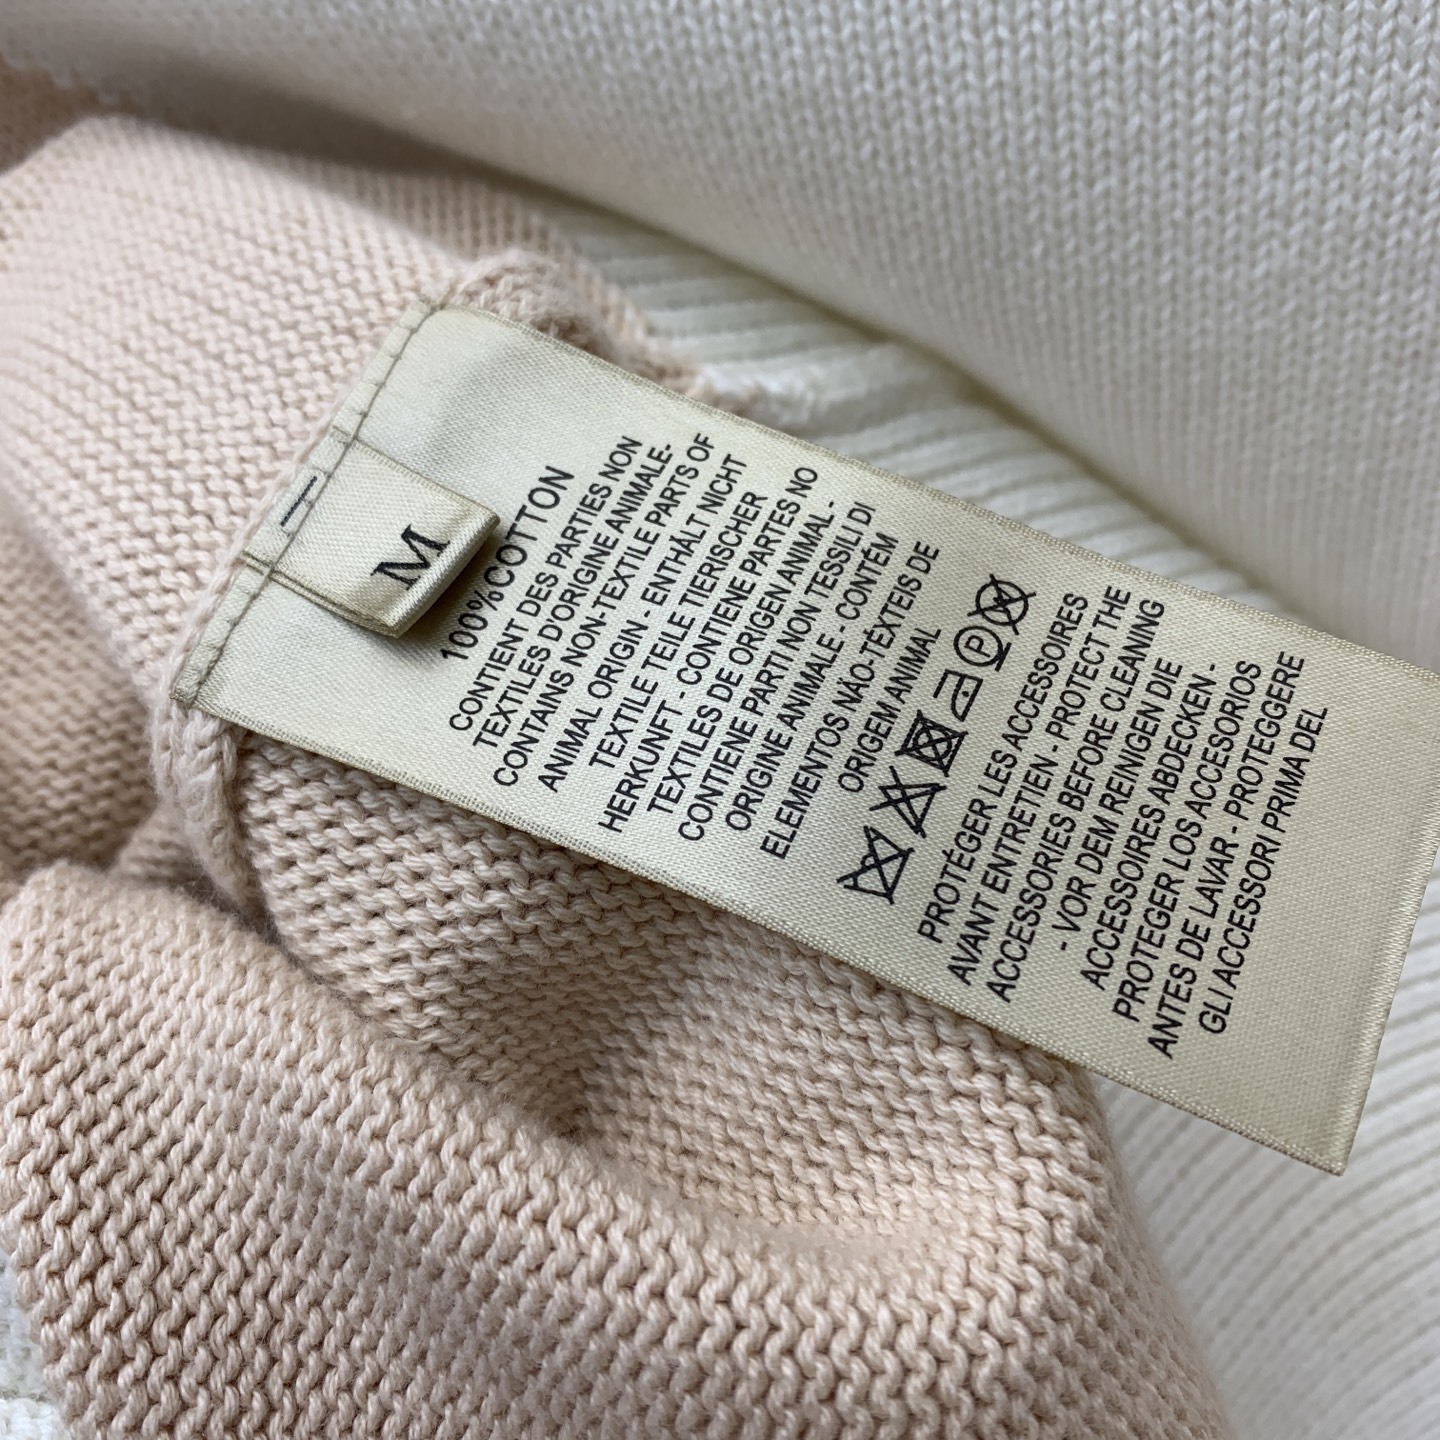 M
100%COTTON
CONTIENT DES PARTIES NON
TEXTILES D'ORIGINE ANIMALE-
CONTAINS NON-TEXTILE PARTS OF
ANIMAL ORIGIN - ENTHÅLT NICHT
TEXTILE TEILE TIERISCHER
HERKUNFT - CONTIENE PARTES NO
TEXTILES DE ORIGEN ANIMAL -
CONTIENE PARTI NON TESSILI DI
ORIGINE ANIMALE - CONTÉM
ELEMENTOS NÃO-TÉXTEIS DE
ORIGEM ANIMAL
P
PROTÉGER LES ACCESSOIRES
AVANT ENTRETIEN - PROTECT THE
ACCESSORIES BEFORE CLEANING
- VOR DEM REINIGEN DIE
ACCESSOIRES ABDECKEN -
PROTEGER LOS ACCESORIOS
ANTES DE LAVAR - PROTEGGERE
GLI ACCESSORI PRIMA DEL